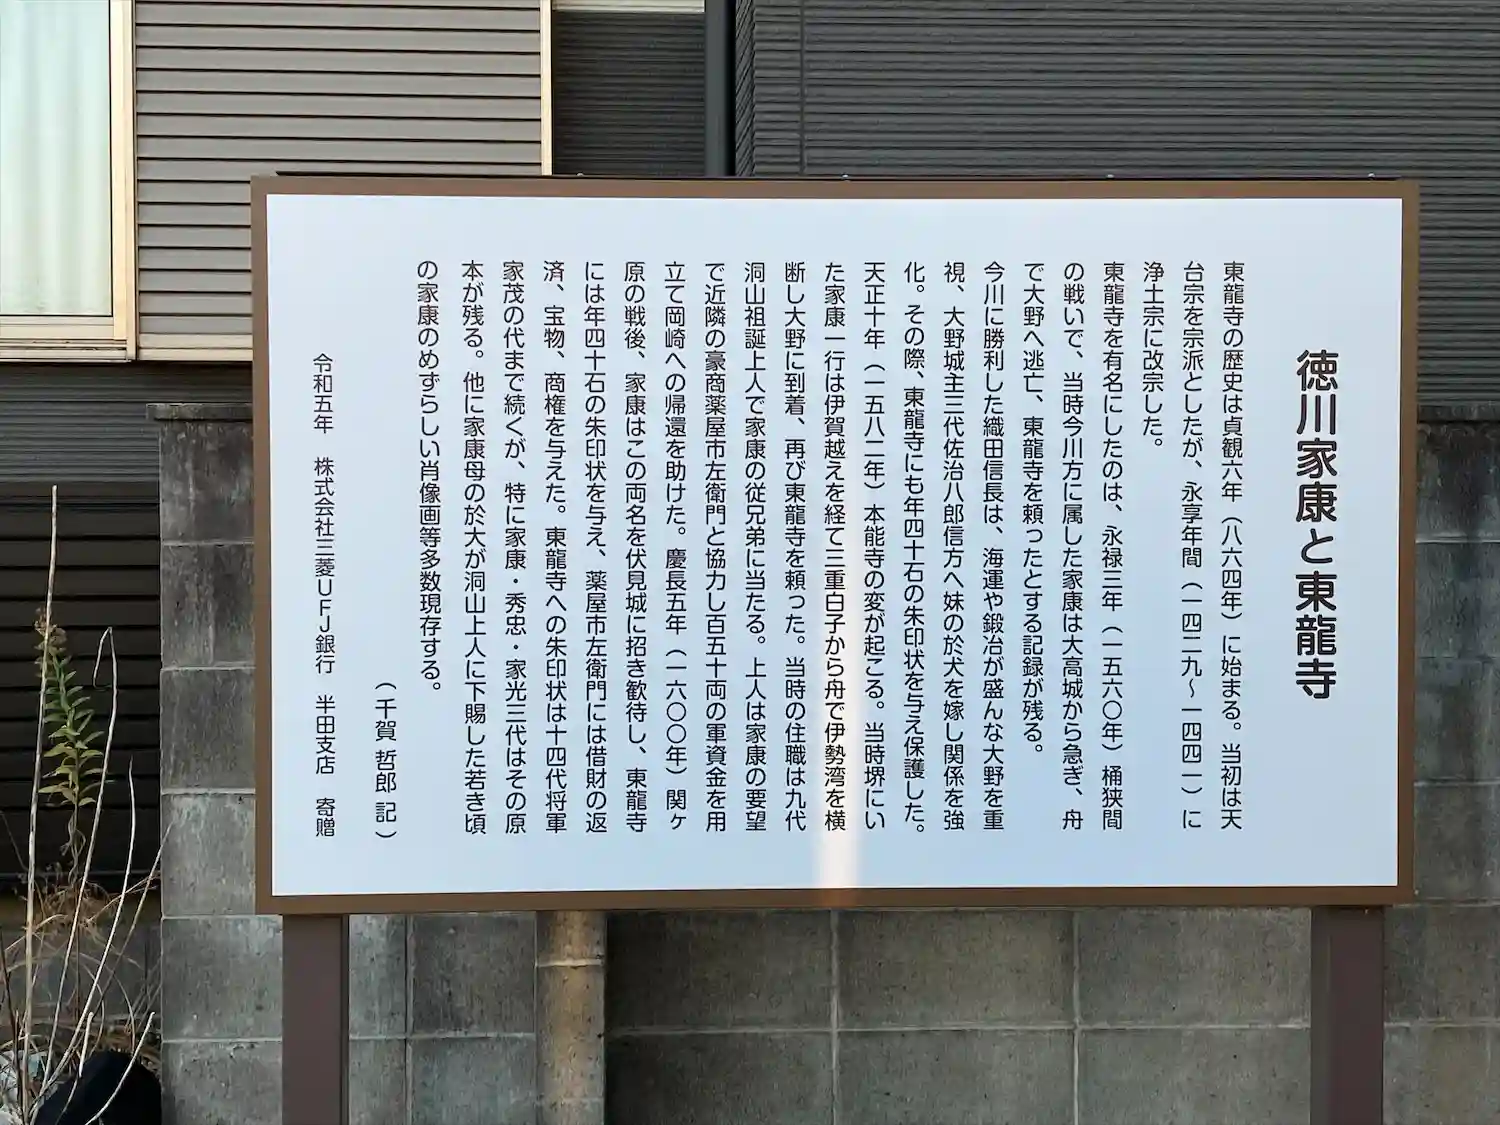 徳川家康と東龍寺
東龍寺の歴史は貞観六年（八六四年）に始まる。当初は天
台宗を宗派としたが、永享年間（一四二九～一四四一）に
浄土宗に改宗した。
東龍寺を有名にしたのは、永禄三年（一五六〇年）桶狭間
の戦いで、当時今川方に属した家康は大高城から急ぎ、舟
で大野へ逃亡、東龍寺を頼ったとする記録が残る。
今川に勝利した織田信長は、海運や鍛冶が盛んな大野を重
視、大野城主三代佐治八郎信方へ妹の於犬を嫁し関係を強
化。その際、東龍寺にも年四十石の朱印状を与え保護した。
天正十年（一五八二年）本能寺の変が起こる。当時堺にい
た家康一行は伊賀越えを経て三重白子から舟で伊勢湾を横
断し大野に到着、再び東龍寺を頼った。当時の住職は九代
洞山祖誕上人で家康の従兄弟に当たる。上人は家康の要望
で近隣の豪商薬屋市左衛門と協力し百五十両の軍資金を用
立て岡崎への帰還を助けた。慶長五年（一六〇〇年）関ヶ
原の戦後、家康はこの両名を伏見城に招き歓待し、東龍寺
には年四十石の朱印状を与え、薬屋市左衛門には借財の返
済、宝物、商権を与えた。東龍寺への朱印状は十四代将軍
家茂の代まで続くが、特に家康・秀忠・家光三代はその原
本が残る。他に家康母の於大が洞山上人に下賜した若き頃
の家康のめずらしい肖像画等多数現存する。
（千賀 哲郎 記）
令和五年　株式会社三菱ＵＦＪ銀行　半田支店　寄贈